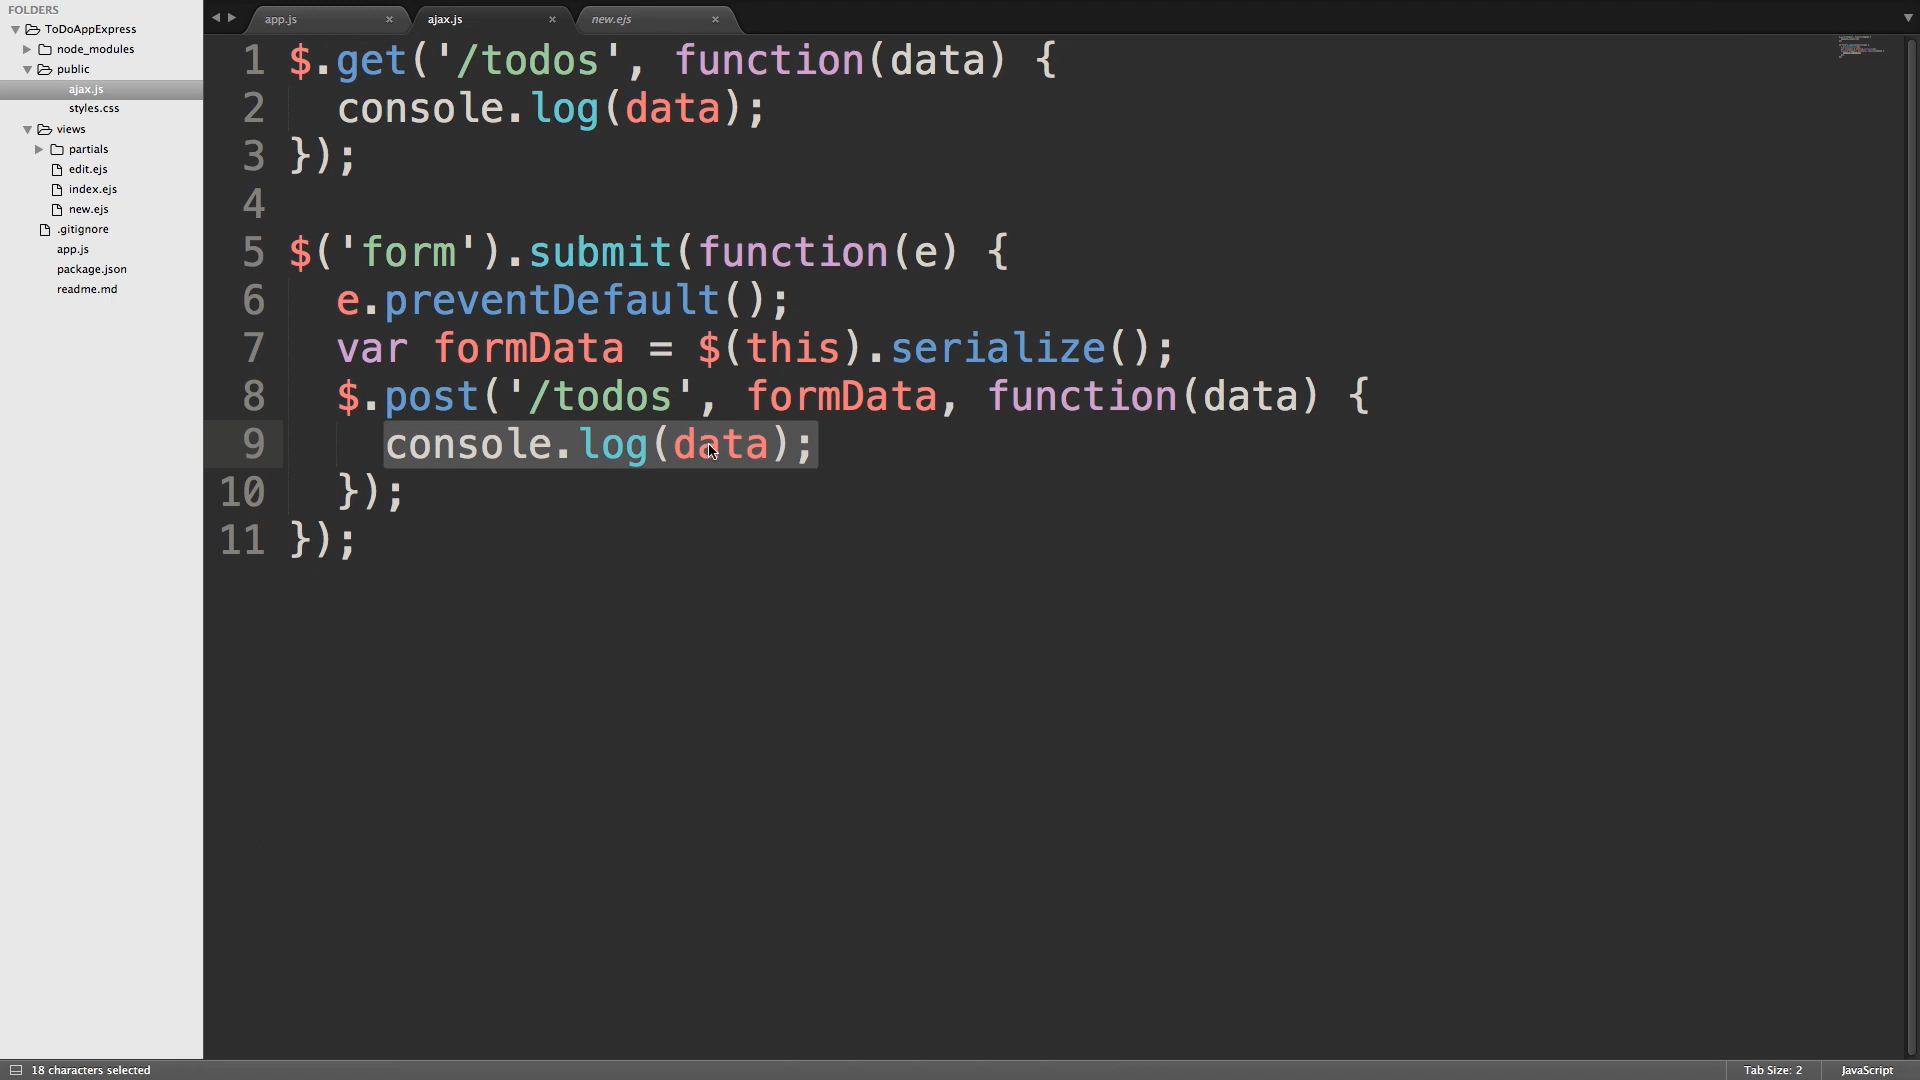 FOLDERS
ToDoAppExpress
node_modules
public
ajax.js
styles.css
views
partials
edit.ejs
index.ejs
new.ejs
.gitignore
app.js
package.json
readme.md
app.js × ajax.js × new.ejs ×
1 $.get('/todos', function(data) {
2   console.log(data);
3 });
4
5 $('form').submit(function(e) {
6   e.preventDefault();
7   var formData = $(this).serialize();
8   $.post('/todos', formData, function(data) {
9     console.log(data);
10   });
11 });
18 characters selected
Tab Size: 2
JavaScript